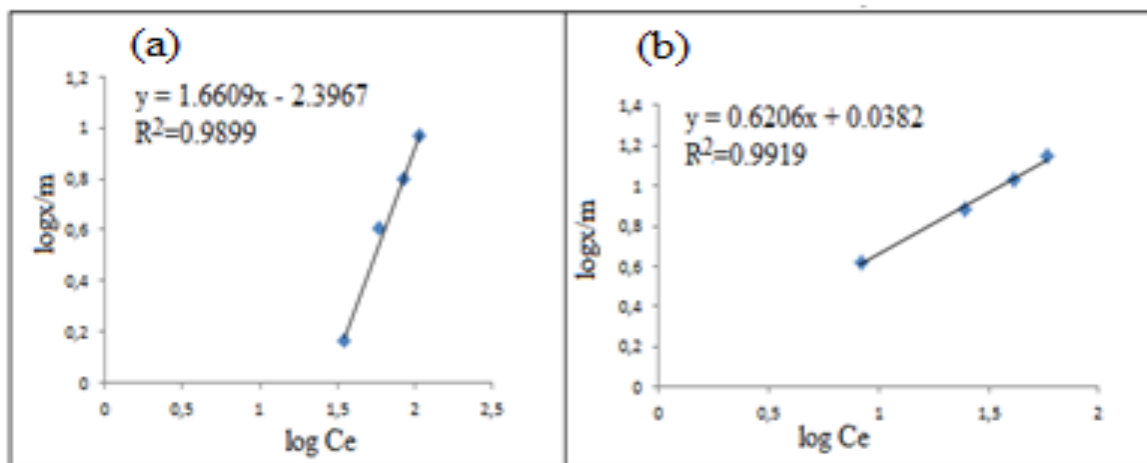 (a)
y = 1.6609x - 2.3967
R²=0.9899
1,2
1
0,8
0,6
0,4
0,2
0
logx/m
0
0,5
1
1,5
2
2,5
log Ce
(b)
y = 0.6206x + 0.0382
R²=0.9919
1,4
1,2
1
0,8
0,6
0,4
0,2
0
logx/m
0
0,5
1
1,5
2
log Ce